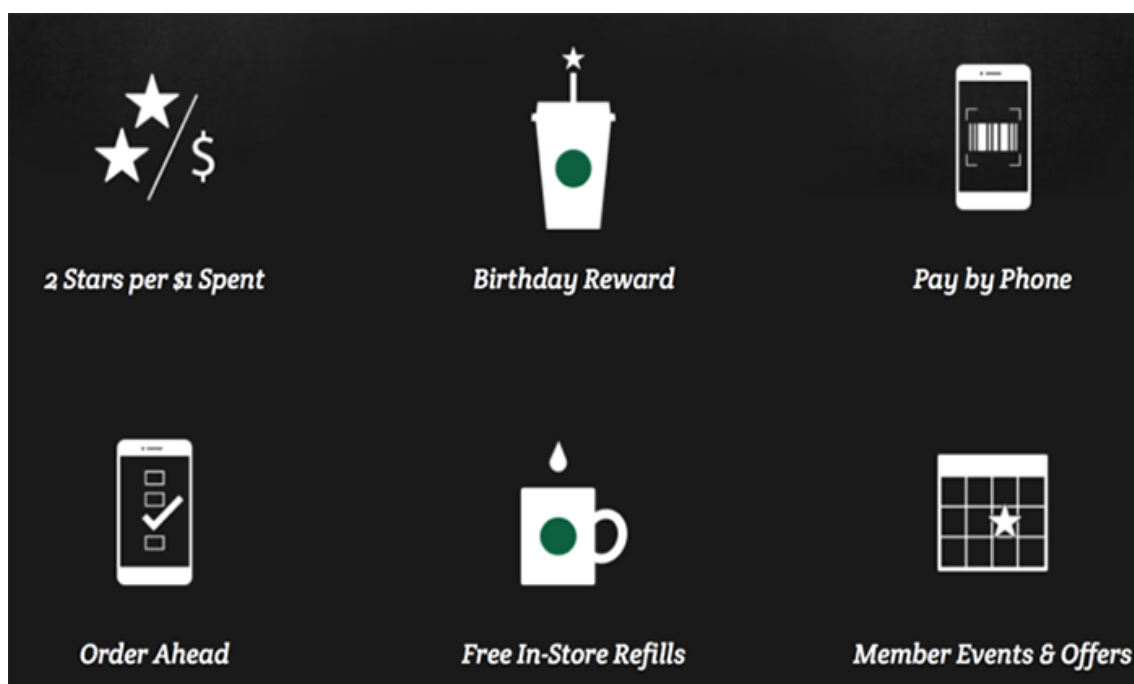 $
2 Stars per $1 Spent
Birthday Reward
Pay by Phone
Order Ahead
Free In-Store Refills
Member Events & Offers